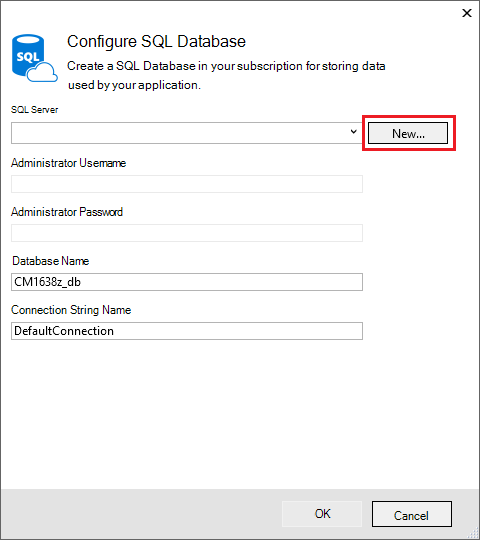 Configure SQL Database
SQL
Create a SQL Database in your subscription for storing data
used by your application.
SQL Server
New...
Administrator Username
Administrator Password
Database Name
CM1638z_db
Connection String Name
DefaultConnection
OK
Cancel